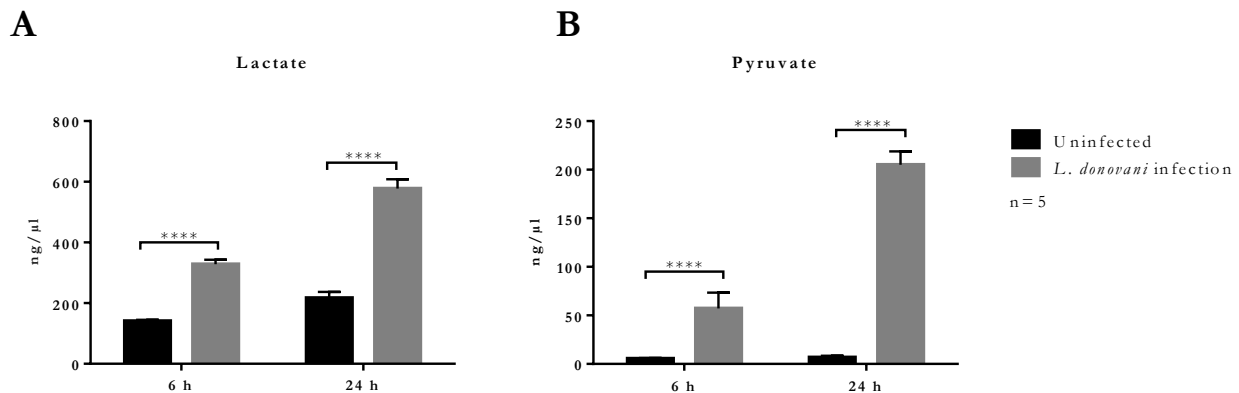 A
B
Lactate
Pyruvate
800
600
400
200
0
ng/µl
****
****
6 h
24 h
250
200
150
100
50
0
ng/µl
****
****
6 h
24 h
Uninfected
L. donovani infection
n= 5